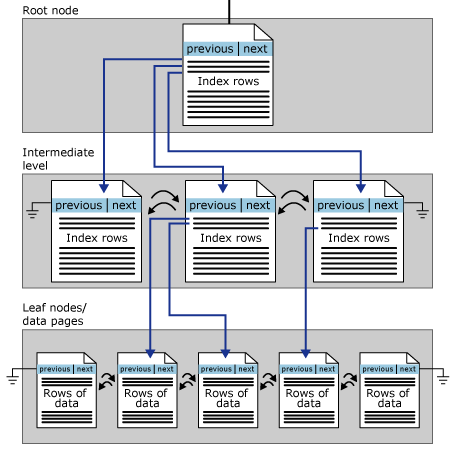 Root node
previous next
Index rows
Intermediate
level
previous next
Index rows
previous next
Index rows
previous next
Index rows
Leaf nodes/
data pages
previous next
Rows of
data
previous next
Rows of
data
previous next
Rows of
data
previous next
Rows of
data
previous next
Rows of
data